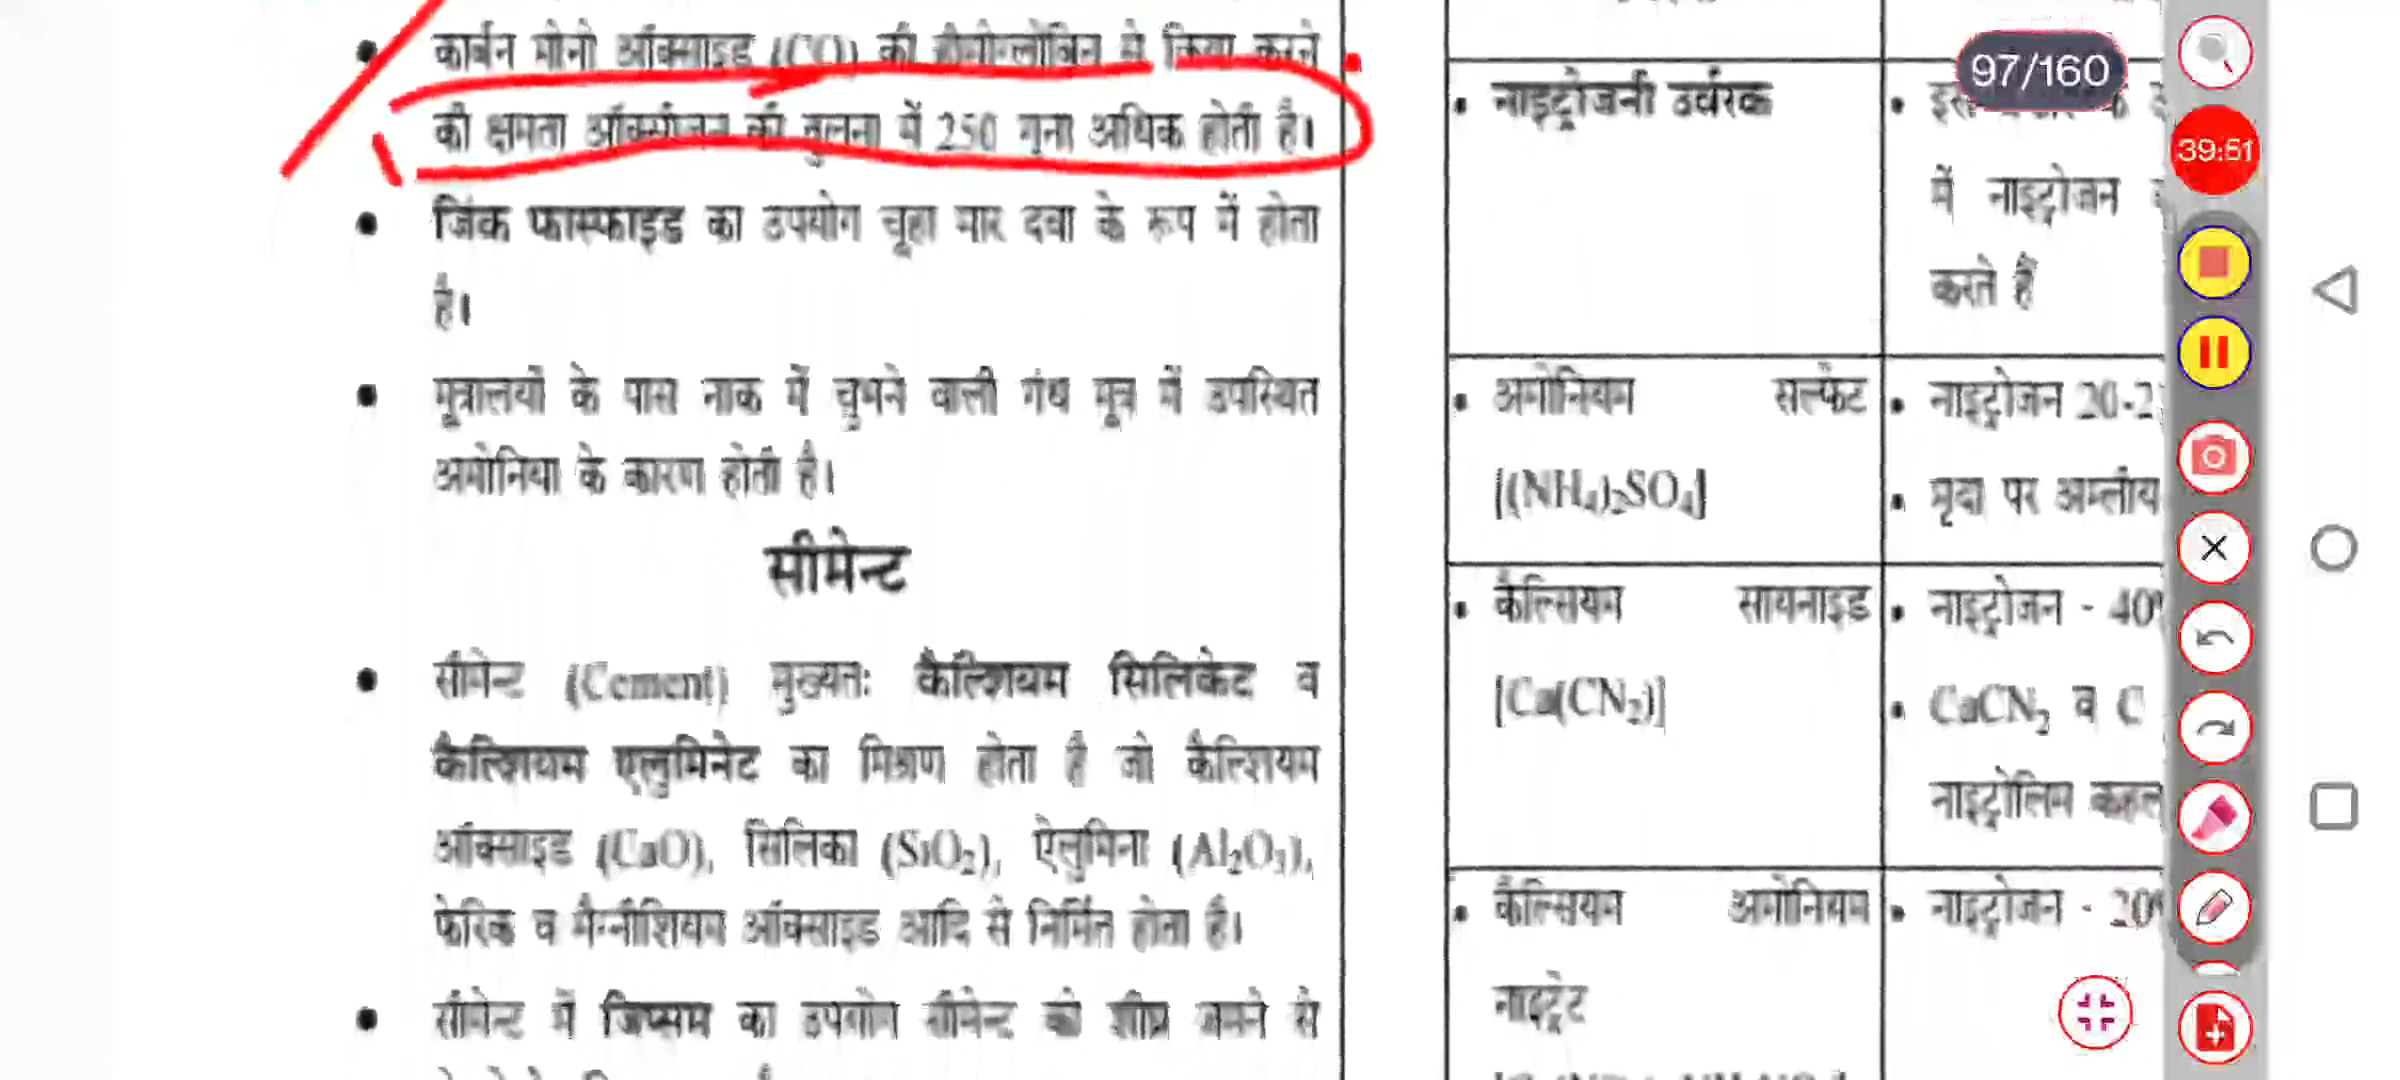 कार्बन मोनो ऑक्साइड (CO) की हीमोग्लोबिन से क्रिया करने
की क्षमता ऑक्सीजन की तुलना में 250 गुना अधिक होती है।
जिंक फास्फाइड का उपयोग चूहा मार दवा के रूप में होता
है।
मूत्रालयों के पास नाक में चुभने वाली गंध मूत्र में उपस्थित
अमोनिया के कारण होती है।
सीमेन्ट
सीमेन्ट (Cement) मुख्यतः कैल्शियम सिलिकेट व
कैल्शियम एलुमिनेट का मिश्रण होता है जो कैल्शियम
ऑक्साइड (CaO), सिलिका (SiO₂), ऐलुमिना (Al₂O₃),
फेरिक व मैग्नीशियम ऑक्साइड आदि से निर्मित होता है।
सीमेन्ट में जिप्सम का उपयोग सीमेन्ट को शीघ्र जमने से
नाइट्रोजनी उर्वरक
में नाइट्रोजन
करते हैं
अमोनियम सल्फेट
[(NH₄)₂SO₄]
नाइट्रोजन 20-2
मृदा पर अम्लीय
कैल्सियम सायनाइड
[Ca(CN₂)]
नाइट्रोजन - 40%
CaCN₂ व C
नाइट्रोलिम कहल
कैल्सियम अमोनियम
नाइट्रेट
नाइट्रोजन - 20%
97/160
39:51